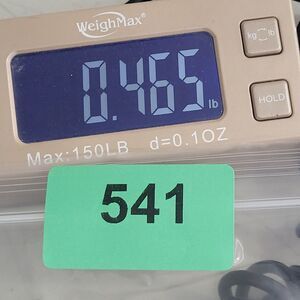 WeighMax
kg lb
0.465 lb
HOLD
Max:150LB d=0.1OZ
541